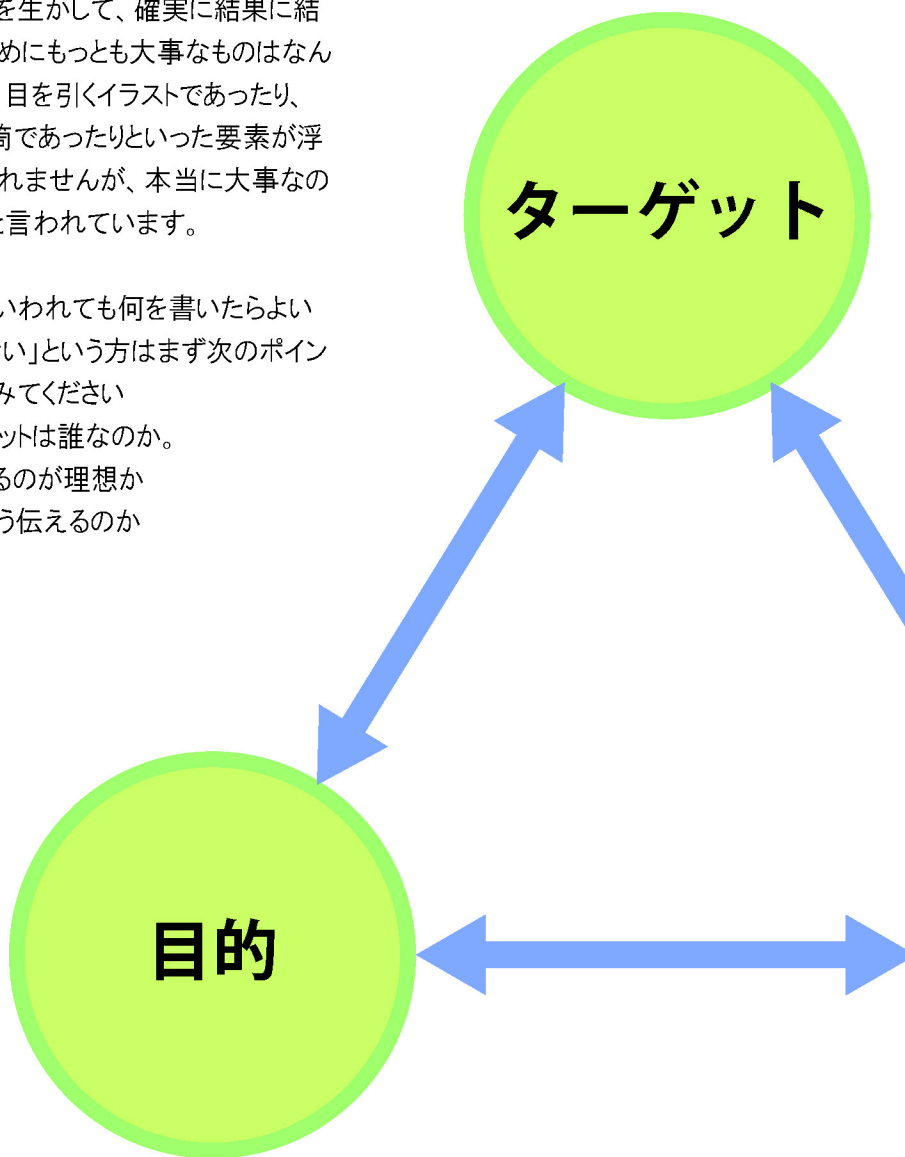 を生かして、確実に結果に結
めにもっとも大事なものはなん
目を引くイラストであったり、
筒であったりといった要素が浮
れませんが、本当に大事なの
と言われています。
いわれても何を書いたらよい
い」という方はまず次のポイン
みてください
ットは誰なのか。
るのが理想か
う伝えるのか
ターゲット
目的